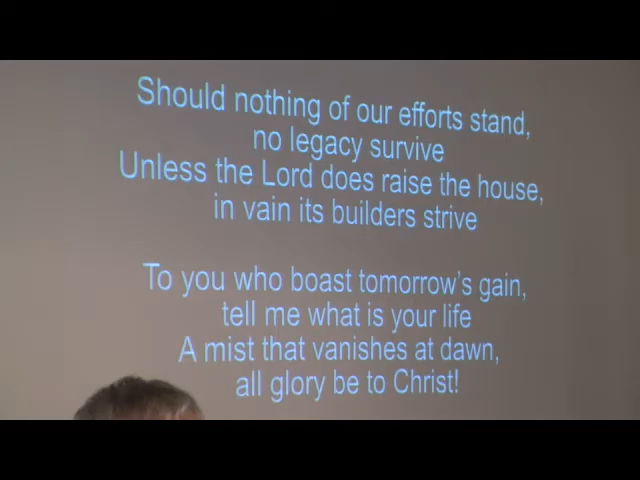 Should nothing of our efforts stand,
no legacy survive
Unless the Lord does raise the house,
in vain its builders strive
To you who boast tomorrow's gain,
tell me what is your life
A mist that vanishes at dawn,
all glory be to Christ!